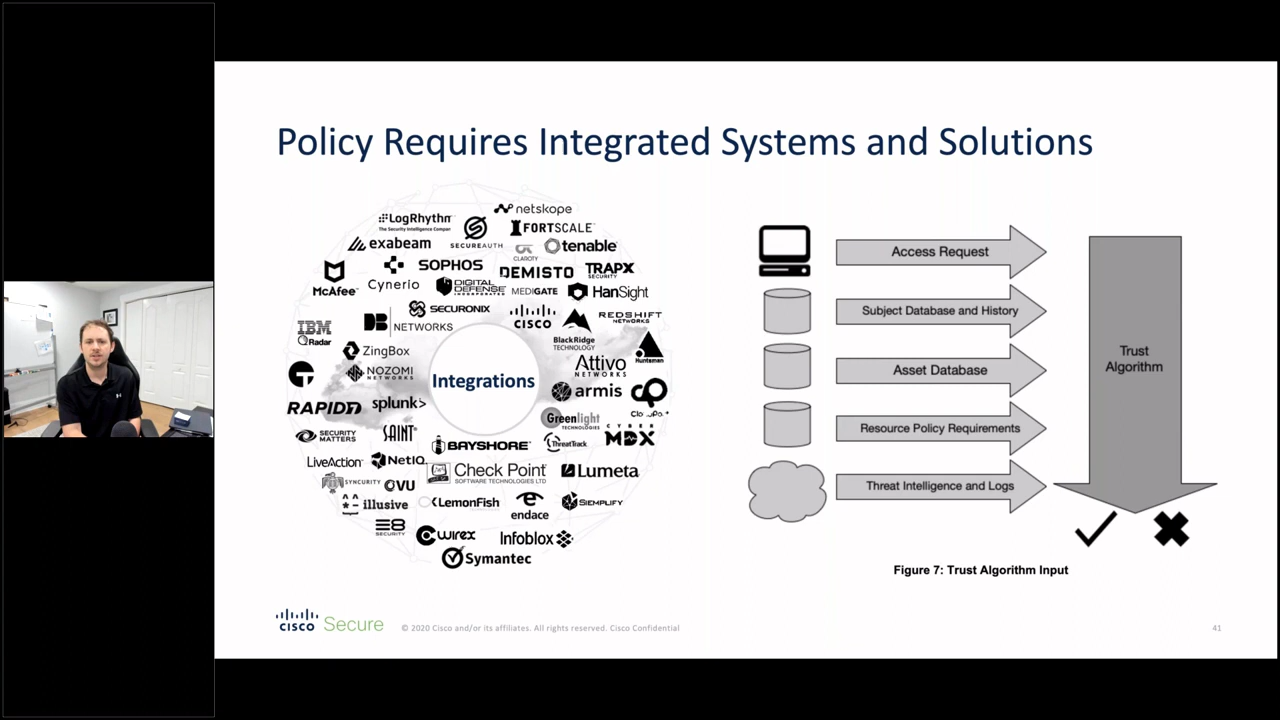 Policy Requires Integrated Systems and Solutions
netskope
LogRhythm
The Security Intelligence Company
SECUREAUTH
FORTSCALE
exabeam
CLAROTY
tenable
SOPHOS
DEMISTO
TRAPX
SECURITY
McAfee
Cynerio
DIGITAL
DEFENSE
INCORPORATED
MEDIGATE
HanSight
SECURONIX
CISCO
REDSHIFT
NETWORKS
IBM
QRadar
NETWORKS
BlackRidge
TECHNOLOGY
Huntsman
ZingBox
Attivo
NETWORKS
NOZOMI
NETWORKS
Integrations
armis
RAPID7
splunk>
Greenlight
TECHNOLOGIES
CYBER
MDX
SECURITY
MATTERS
SAINT
BAYSHORE
ThreatTrack
LiveAction
NetIQ
Check Point
SOFTWARE TECHNOLOGIES LTD
Lumeta
SYNCURITY
illusive
LemonFish
endace
SIEMPLIFY
E8
SECURITY
WIREX
Infoblox
Symantec
Access Request
Subject Database and History
Asset Database
Resource Policy Requirements
Threat Intelligence and Logs
Trust
Algorithm
Figure 7: Trust Algorithm Input
CISCO Secure
© 2020 Cisco and/or its affiliates. All rights reserved. Cisco Confidential
41